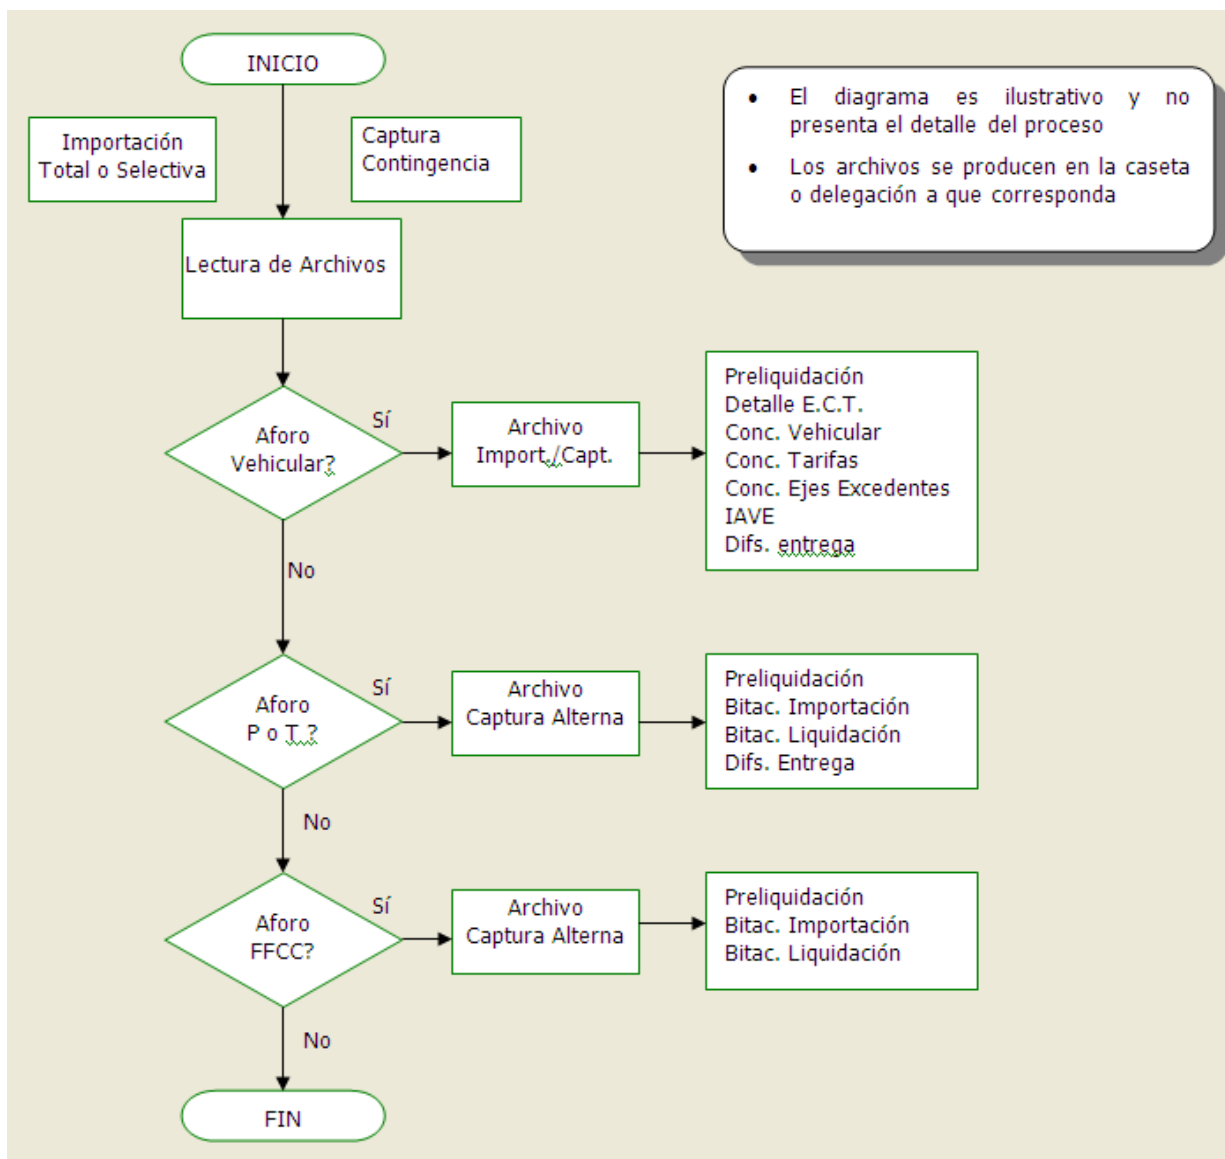 INICIO
Importación
Total o Selectiva
Captura
Contingencia
• El diagrama es ilustrativo y no
presenta el detalle del proceso
• Los archivos se producen en la caseta
o delegación a que corresponda
Lectura de Archivos
Aforo
Vehicular?
Sí
Archivo
Import./Capt.
Preliquidación
Detalle E.C.T.
Conc. Vehicular
Conc. Tarifas
Conc. Ejes Excedentes
IAVE
Difs. entrega
No
Aforo
P o T.?
Sí
Archivo
Captura Alterna
Preliquidación
Bitac. Importación
Bitac. Liquidación
Difs. Entrega
No
Aforo
FFCC?
Sí
Archivo
Captura Alterna
Preliquidación
Bitac. Importación
Bitac. Liquidación
No
FIN